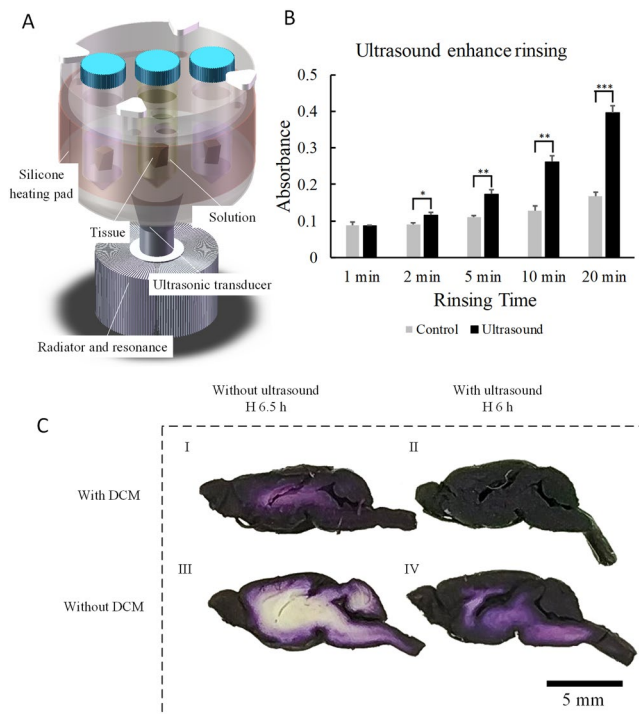 A
Silicone
heating pad
Tissue
Solution
Ultrasonic transducer
Radiator and resonance
B
Ultrasound enhance rinsing
Absorbance
0.5
0.4
0.3
0.2
0.1
0
*
**
**
***
1 min 2 min 5 min 10 min 20 min
Rinsing Time
Control Ultrasound
C
Without ultrasound
H 6.5 h
With ultrasound
H 6 h
With DCM
Without DCM
I
II
III
IV
5 mm